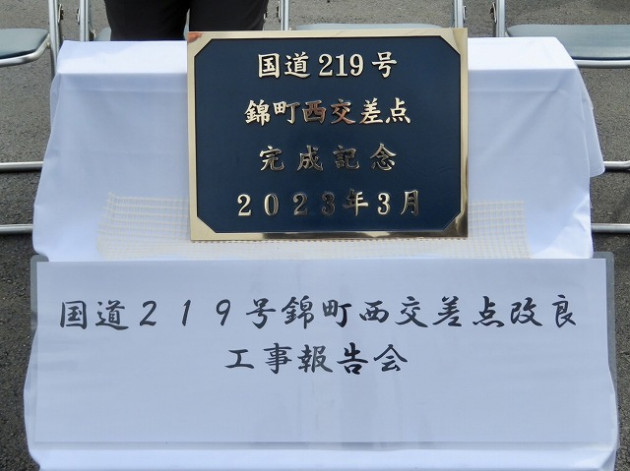 国道219号
錦町西交差点
完成記念
2023年3月
国道219号錦町西交差点改良
工事報告会